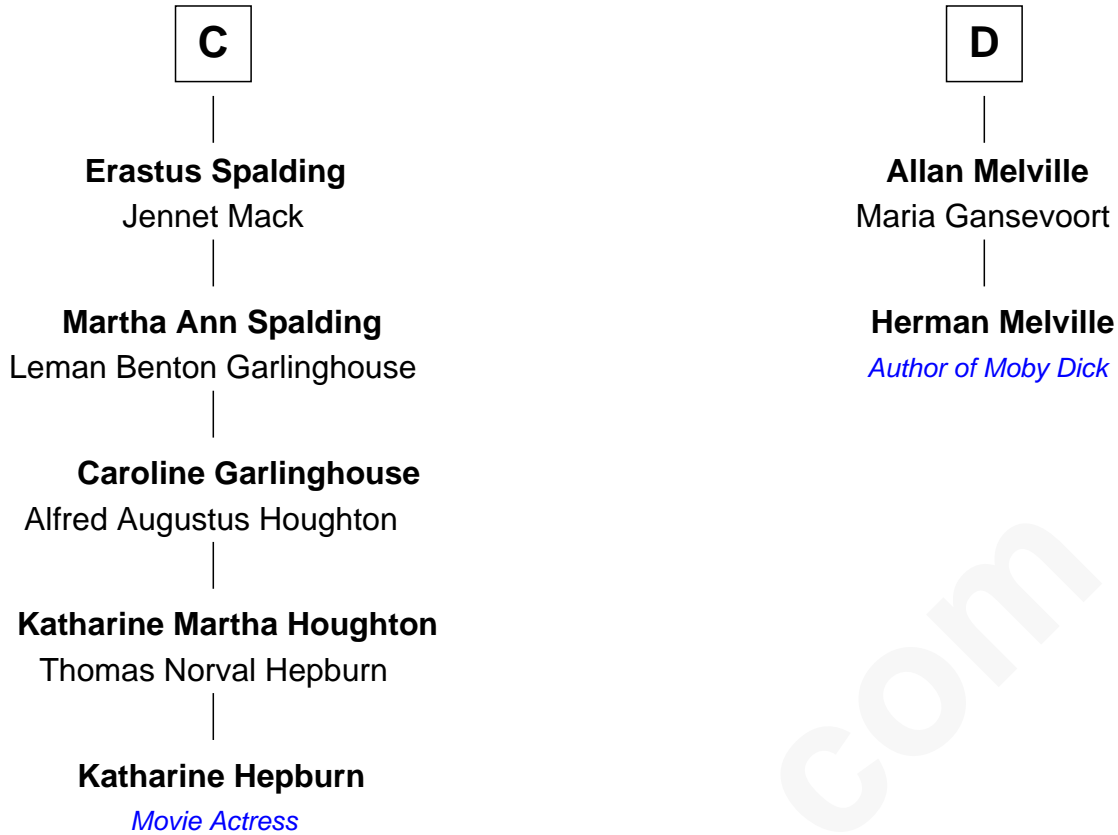 C
Erastus Spalding
Jennet Mack
Martha Ann Spalding
Leman Benton Garlinghouse
Caroline Garlinghouse
Alfred Augustus Houghton
Katharine Martha Houghton
Thomas Norval Hepburn
Katharine Hepburn
Movie Actress
D
Allan Melville
Maria Gansevoort
Herman Melville
Author of Moby Dick
com